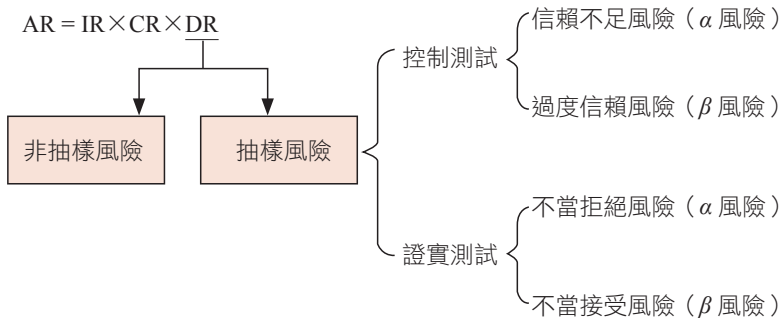 AR = IR×CR×DR
非抽樣風險
抽樣風險
控制測試
信賴不足風險（α 風險）
過度信賴風險（β 風險）
證實測試
不當拒絕風險（α 風險）
不當接受風險（β 風險）